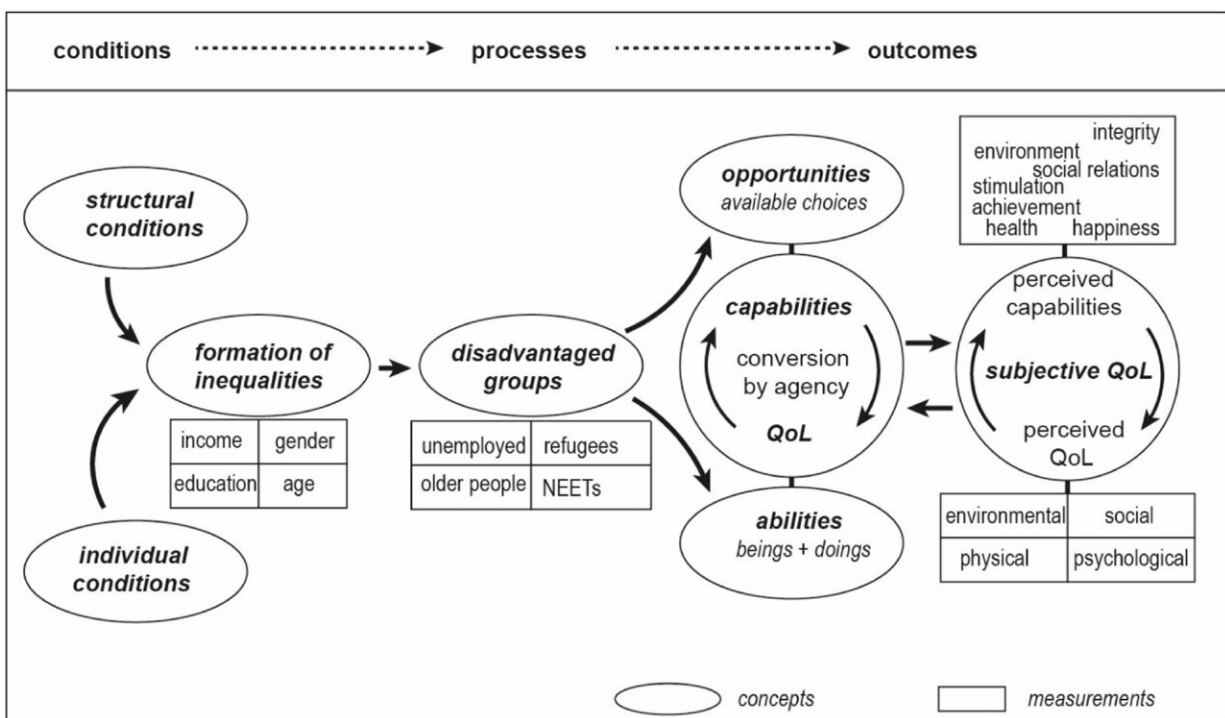 conditions
processes
outcomes
structural
conditions
individual
conditions
formation of
inequalities
income
gender
education
age
disadvantaged
groups
unemployed
refugees
older people
NEETs
opportunities
available choices
capabilities
conversion
by agency
QoL
abilities
beings + doings
integrity
environment
social relations
stimulation
achievement
health
happiness
perceived
capabilities
subjective QoL
perceived
QoL
environmental
social
physical
psychological
concepts
measurements